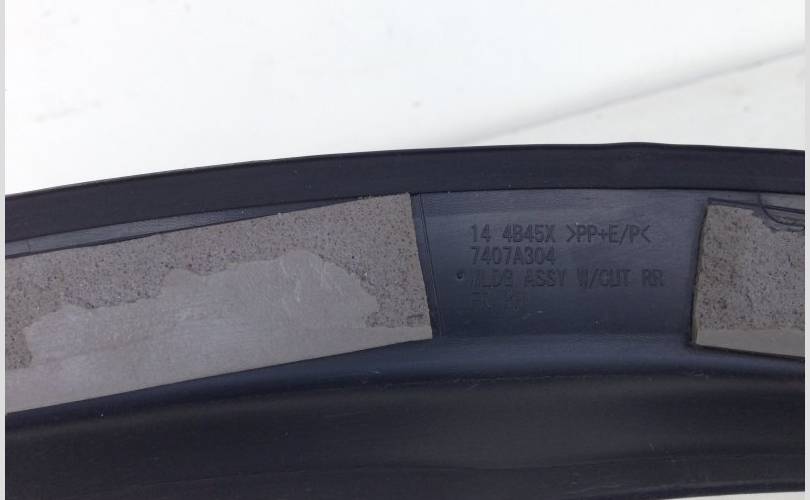 14 4B45X >PP+E/P<
7407A304
MLDG ASSY W/CUT RR